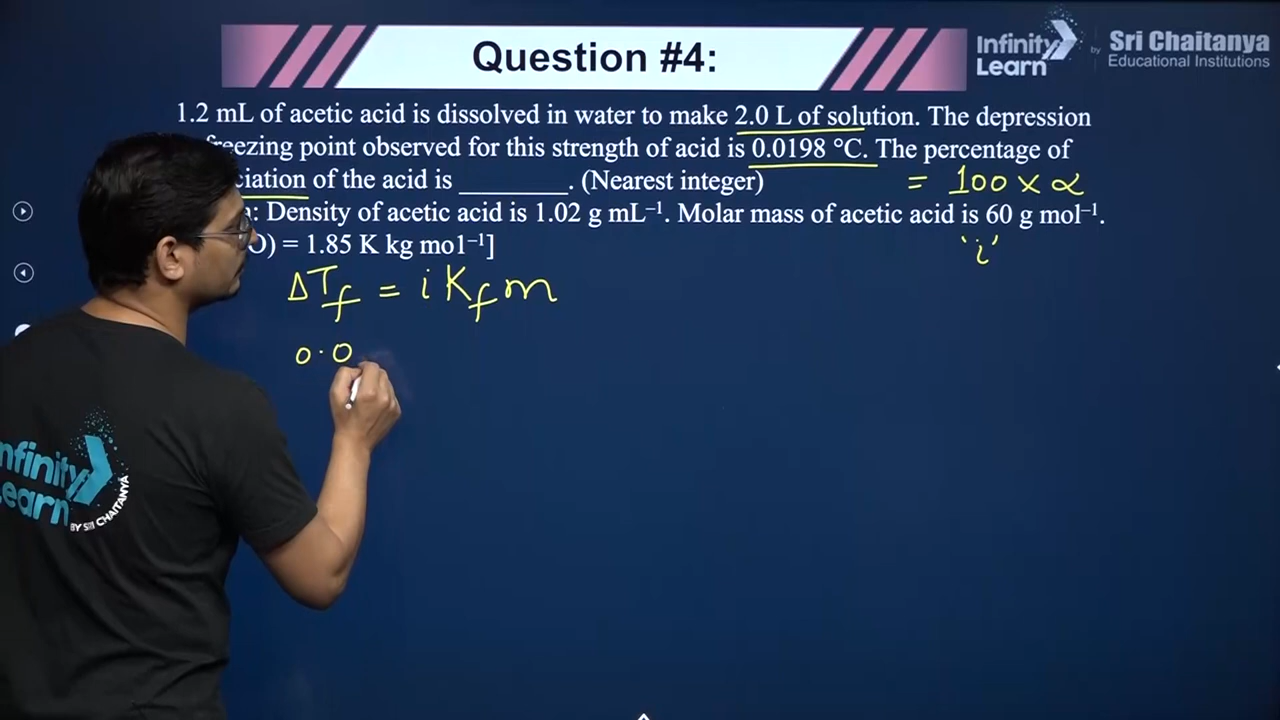 Question #4:
Infinity Learn by Sri Chaitanya Educational Institutions
1.2 mL of acetic acid is dissolved in water to make 2.0 L of solution. The depression
freezing point observed for this strength of acid is 0.0198 °C. The percentage of
ciation of the acid is ________. (Nearest integer)
= 100 × α
: Density of acetic acid is 1.02 g mL⁻¹. Molar mass of acetic acid is 60 g mol⁻¹.
O) = 1.85 K kg mol⁻¹]
'i'
ΔT_f = i K_f m
0.0
nfinity
Learn
BY SRI CHAITANYA